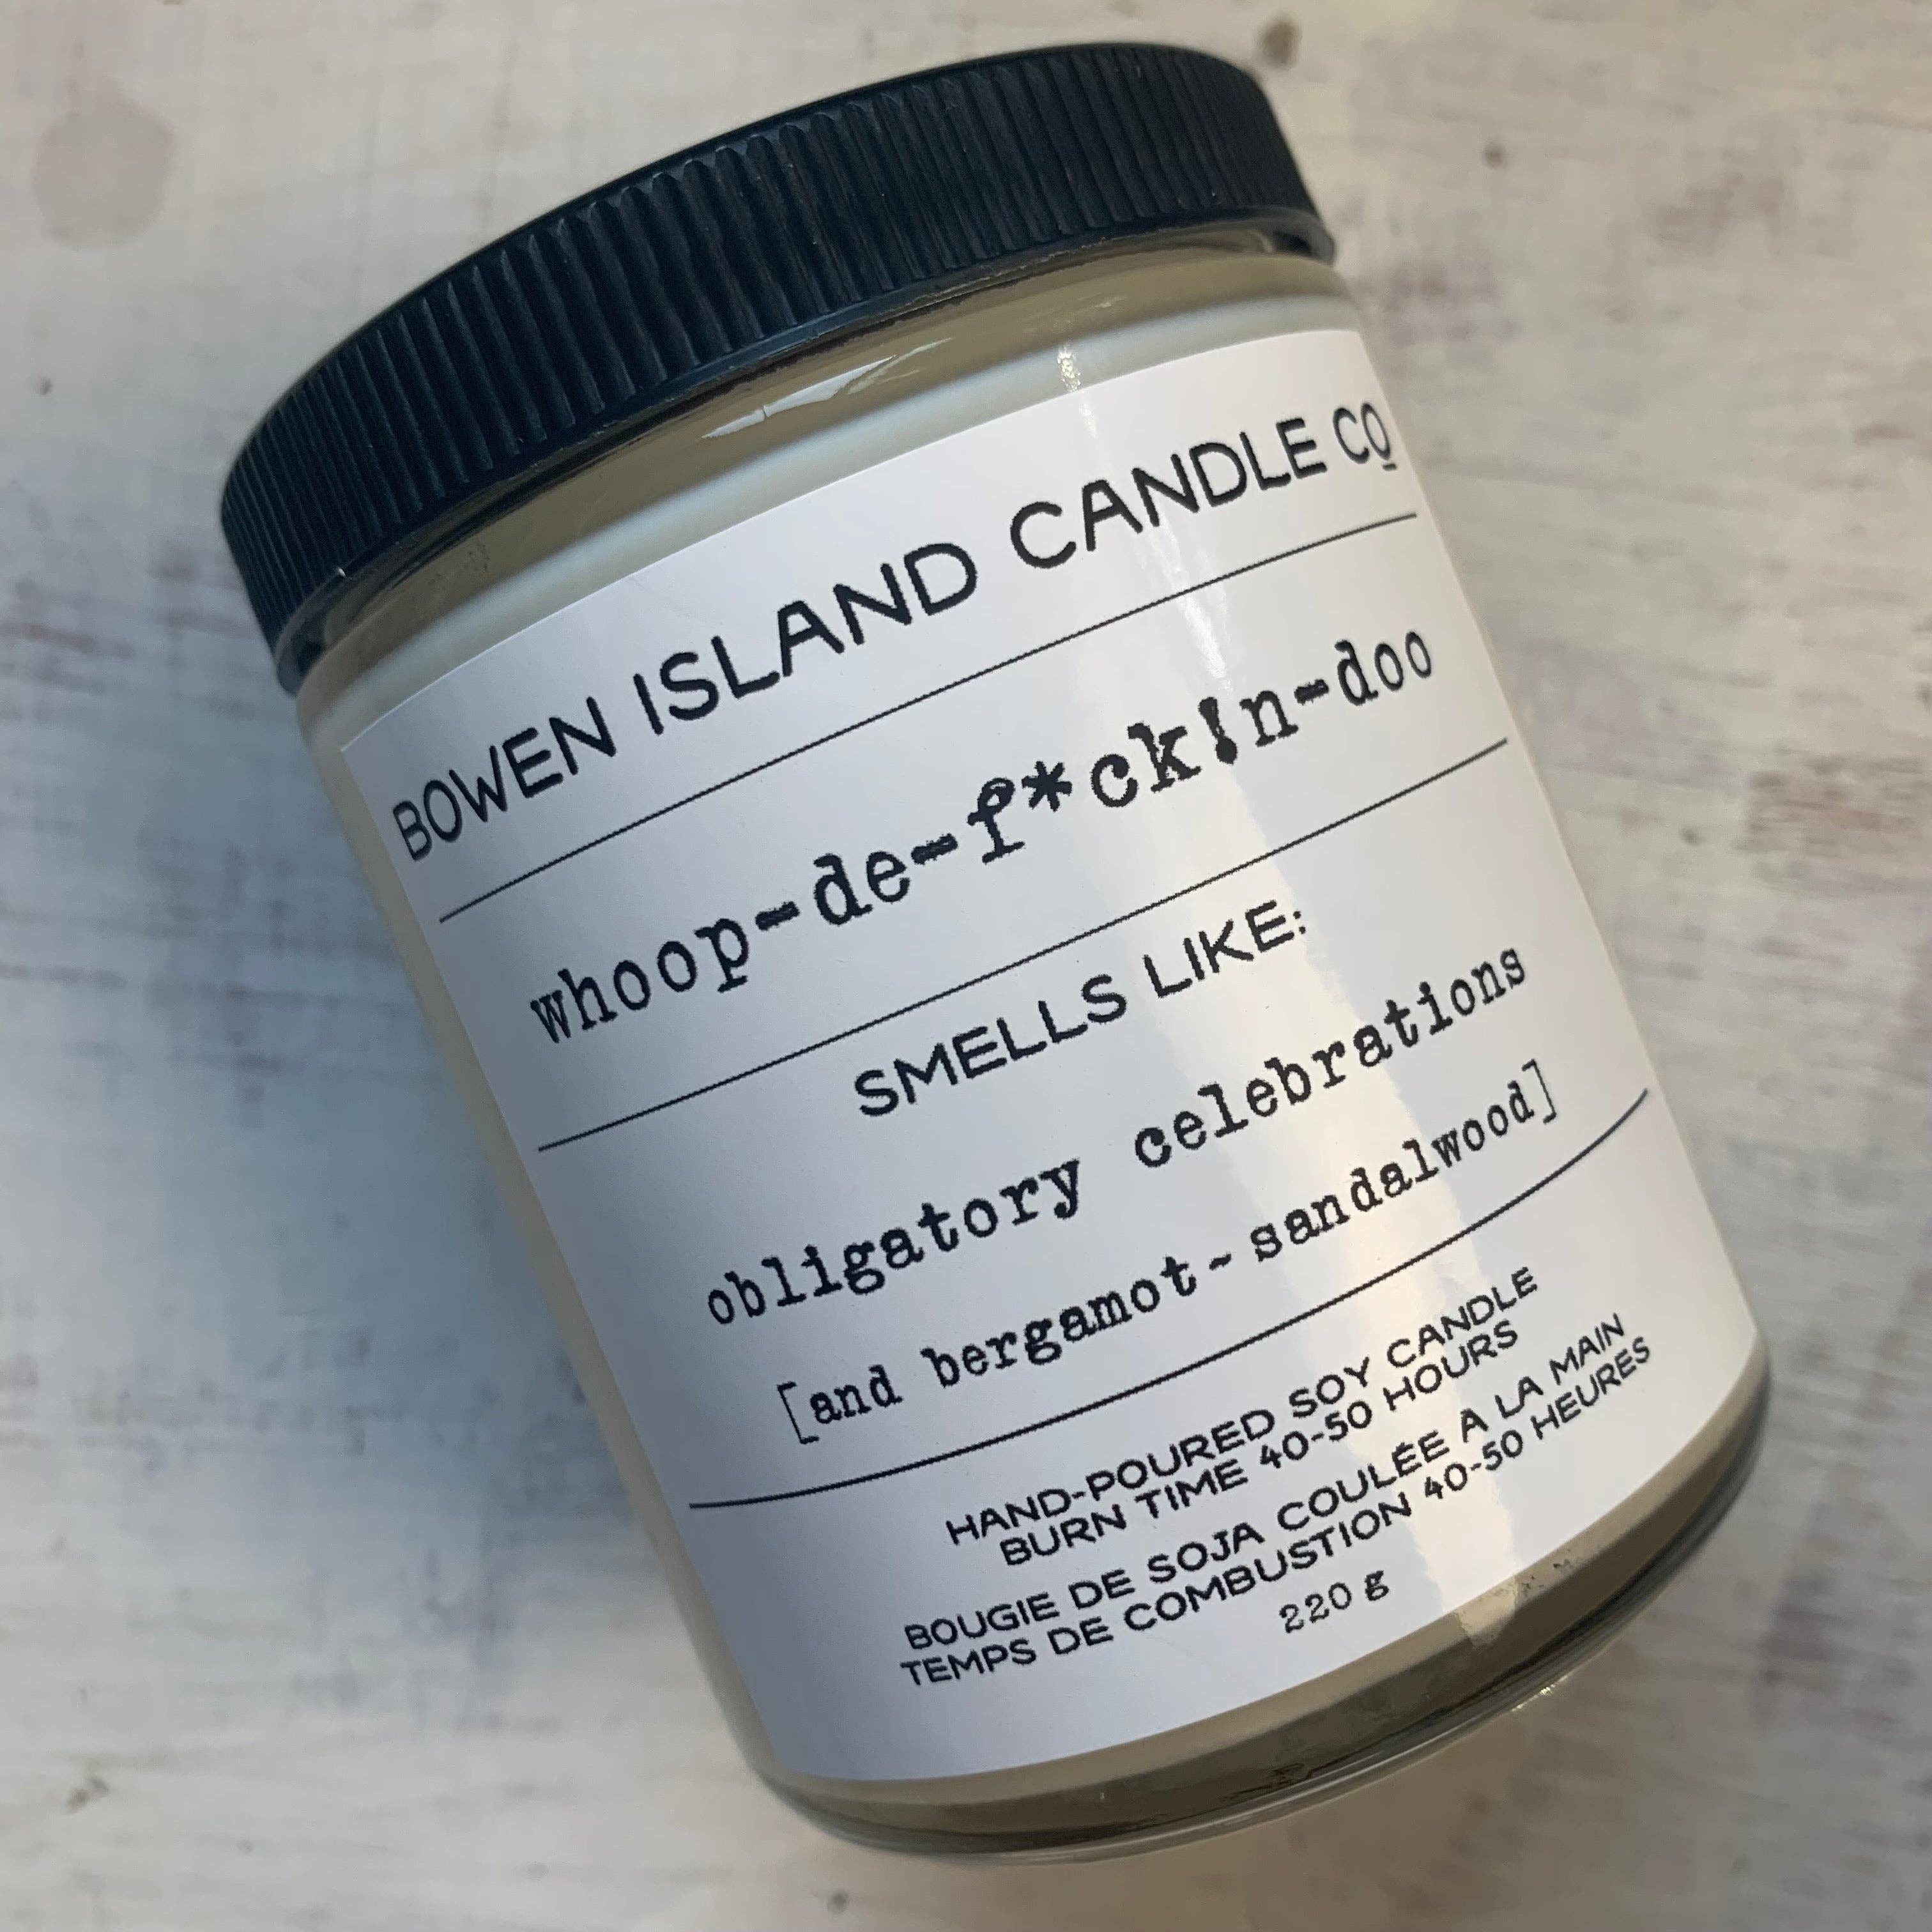 BOWEN ISLAND CANDLE CO
whoop-de-f*ck!n-doo
SMELLS LIKE:
obligatory celebrations
[and bergamot~sandalwood]
HAND-POURED SOY CANDLE
BURN TIME 40-50 HOURS
BOUGIE DE SOJA COULÉE À LA MAIN
TEMPS DE COMBUSTION 40-50 HEURES
220 g